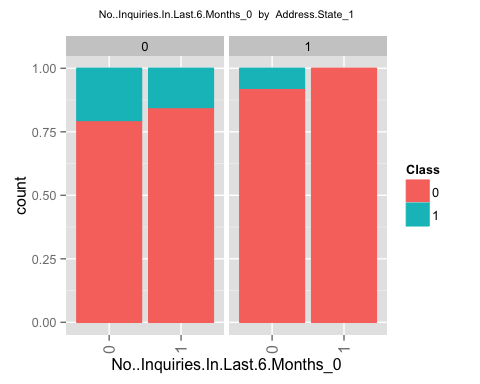 No..Inquiries.In.Last.6.Months_0 by Address.State_1
0 1
1.00
0.75
0.50
0.25
0.00
count
0 1 0 1
No..Inquiries.In.Last.6.Months_0
Class
0
1